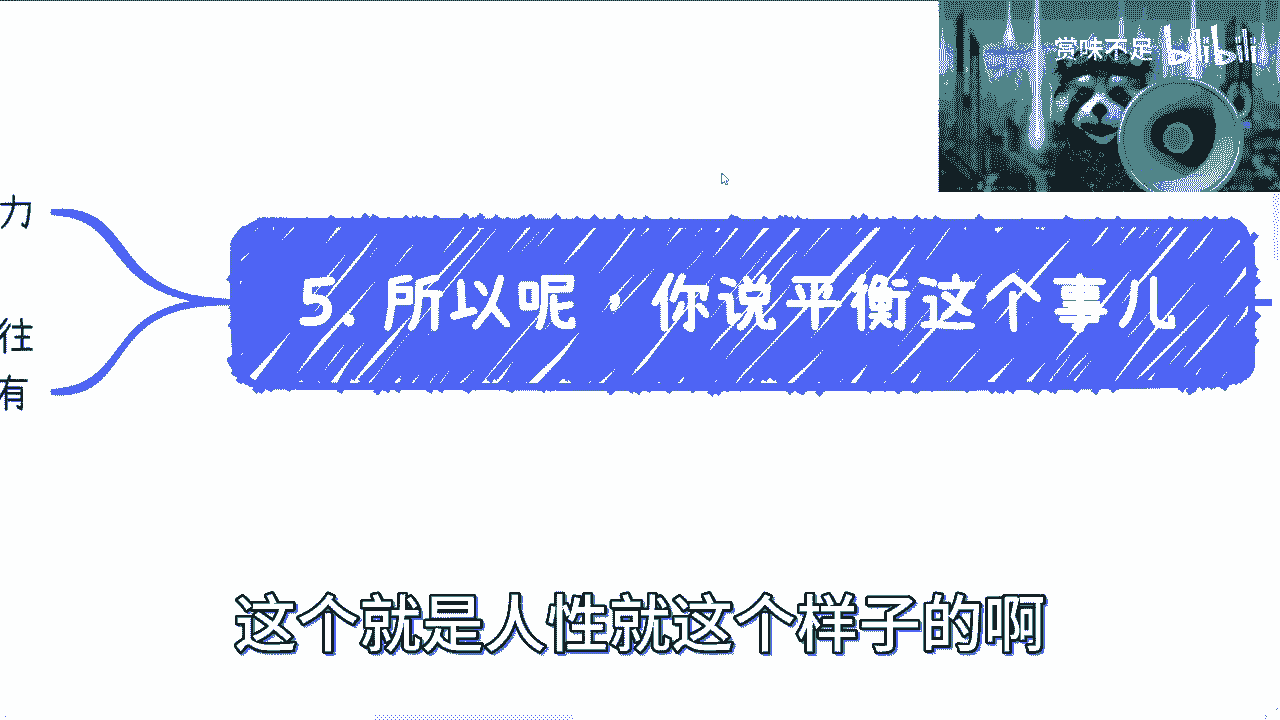 赏味不足 bilibili
力
5. 所以呢·你说平衡这个事儿
往
有
这个就是人性就这个样子的啊